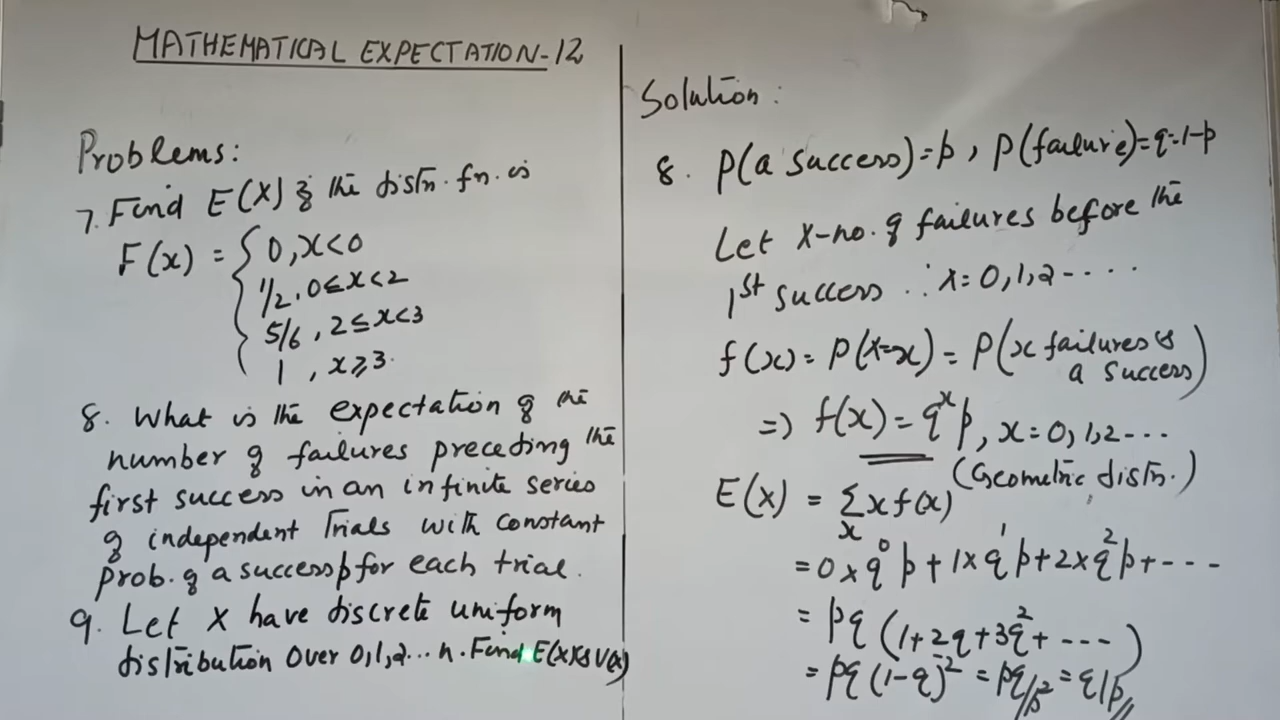 MATHEMATICAL EXPECTATION-12
Problems:
7. Find E(X) if the distn. fn. is
F(x) = { 0, x<0
1/2, 0≤x<2
5/6, 2≤x<3
1, x≥3.
8. What is the expectation of the
number of failures preceding the
first success in an infinite series
of independent trials with constant
prob. of a success p for each trial.
9. Let X have discrete uniform
distribution over 0,1,2... n. Find E(X) & V(X)
Solution:
8. P(a success)=p, P(failure)=q=1-p
Let X-no. of failures before the
1st success ∴ x=0,1,2-....
f(x)= P(X=x) = P(x failures &
a success)
=> f(x) = q^x p, x=0,1,2---
(Geometric distn.)
E(X) = Σ x f(x)
x
= 0×q^0 p + 1×q^1 p + 2×q^2 p + ---
= pq (1+2q+3q^2+ ---)
= pq (1-q)^-2 = pq/p^2 = q/p//